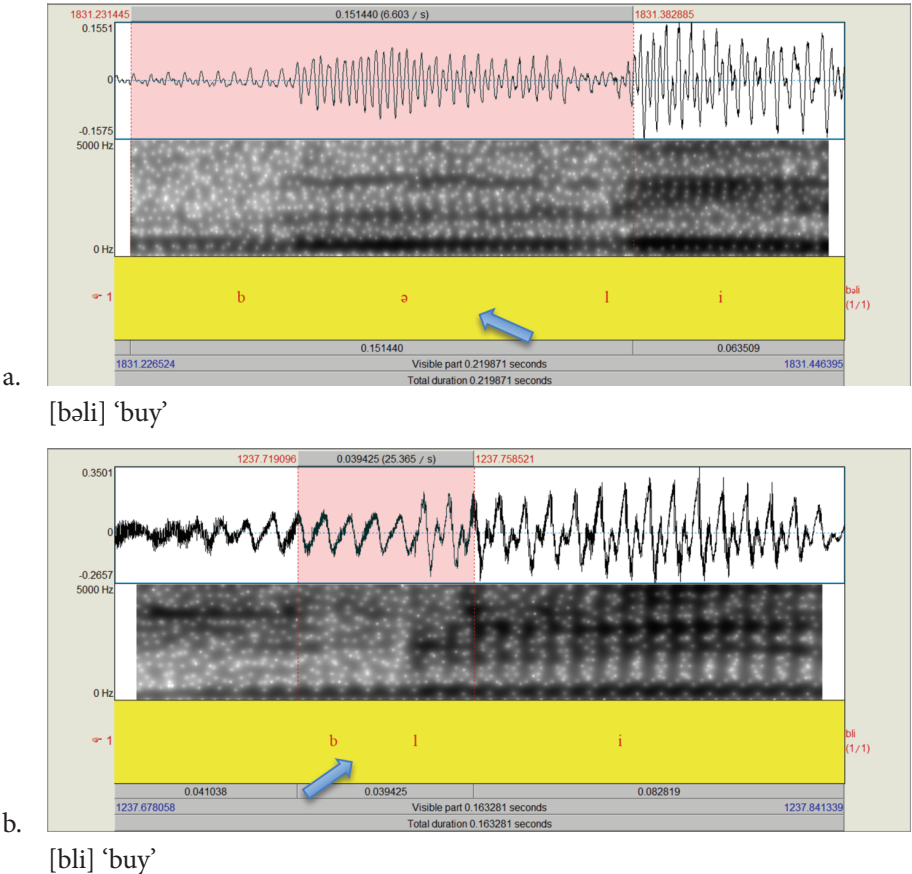 1831.231445 0.151440 (6.603 / s) 1831.382885
0.1551
0
-0.1575
5000 Hz
0 Hz
☞ 1 b ə l i bəli
(1/1)
0.151440 0.063509
1831.226524 Visible part 0.219871 seconds 1831.446395
Total duration 0.219871 seconds
a.
[bəli] ‘buy’
1237.719096 0.039425 (25.365 / s) 1237.758521
0.3501
0
-0.2657
5000 Hz
0 Hz
☞ 1 b l i bli
(1/1)
0.041038 0.039425 0.082819
1237.678058 Visible part 0.163281 seconds 1237.841339
Total duration 0.163281 seconds
b.
[bli] ‘buy’